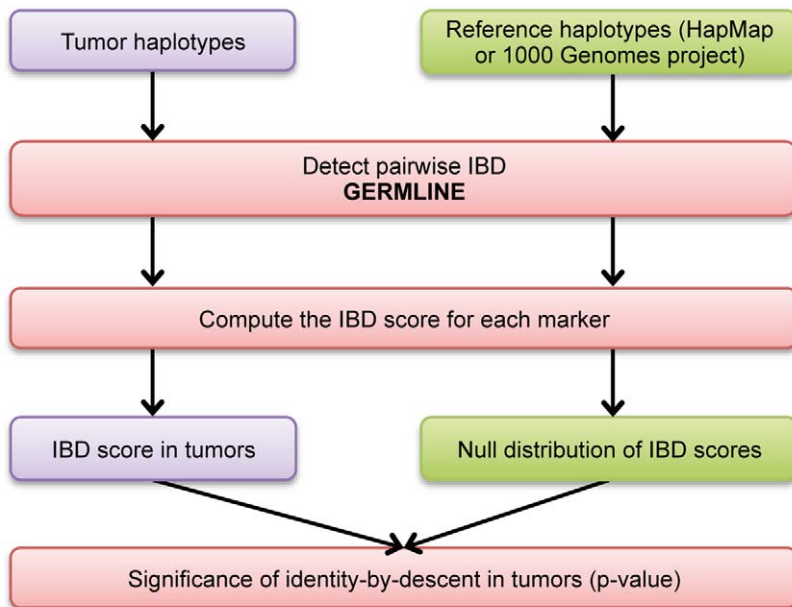 Tumor haplotypes
Reference haplotypes (HapMap
or 1000 Genomes project)
Detect pairwise IBD
GERMLINE
Compute the IBD score for each marker
IBD score in tumors
Null distribution of IBD scores
Significance of identity-by-descent in tumors (p-value)